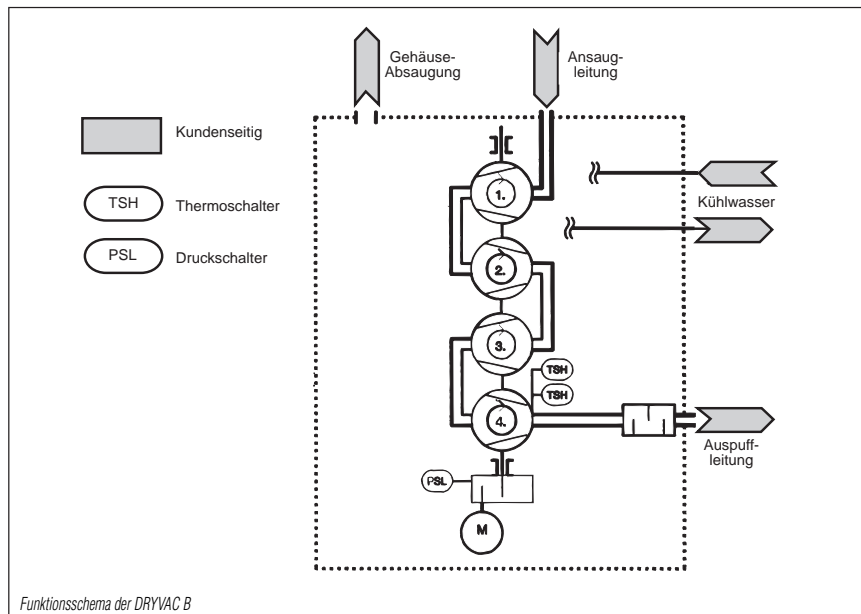 Gehäuse-
Absaugung
Ansaug-
leitung
Kundenseitig
TSH
Thermoschalter
PSL
Druckschalter
Kühlwasser
1.
2.
3.
TSH
TSH
4.
Auspuff-
leitung
PSL
M
Funktionsschema der DRYVAC B